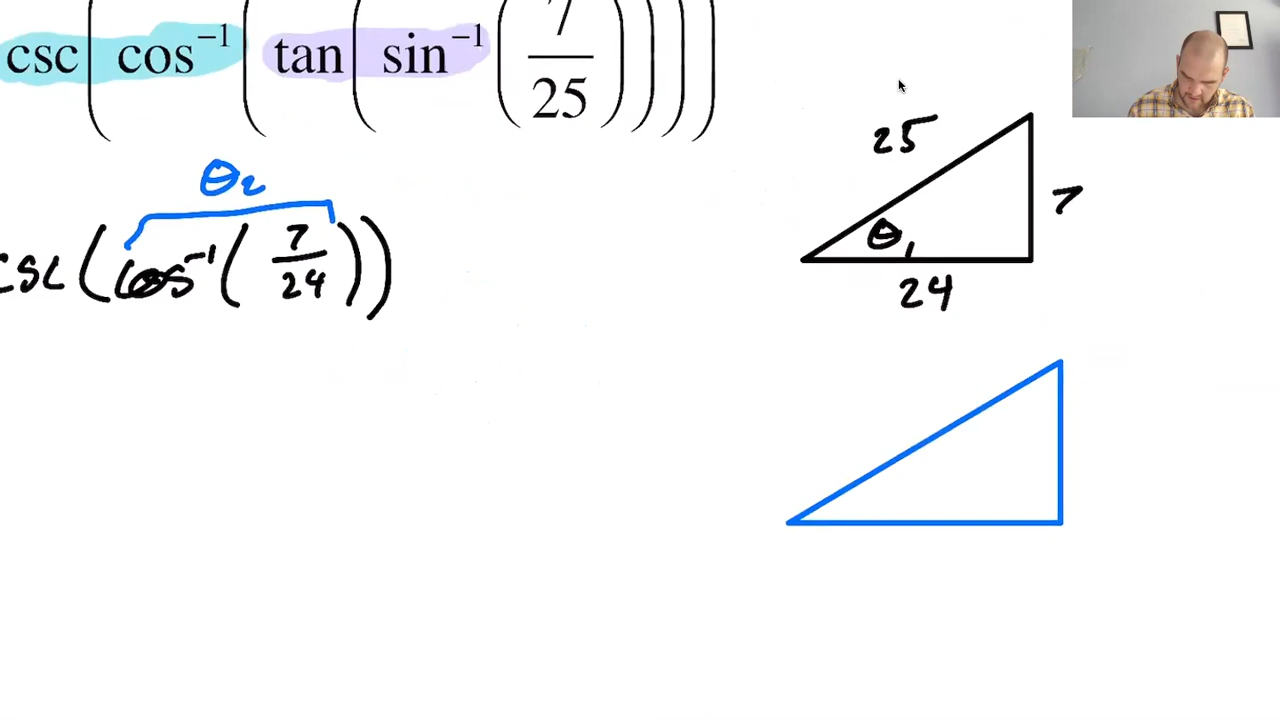 csc(cos⁻¹(tan(sin⁻¹(7/25))))
θ₂
csc(cos⁻¹(7/24))
25
7
θ₁
24